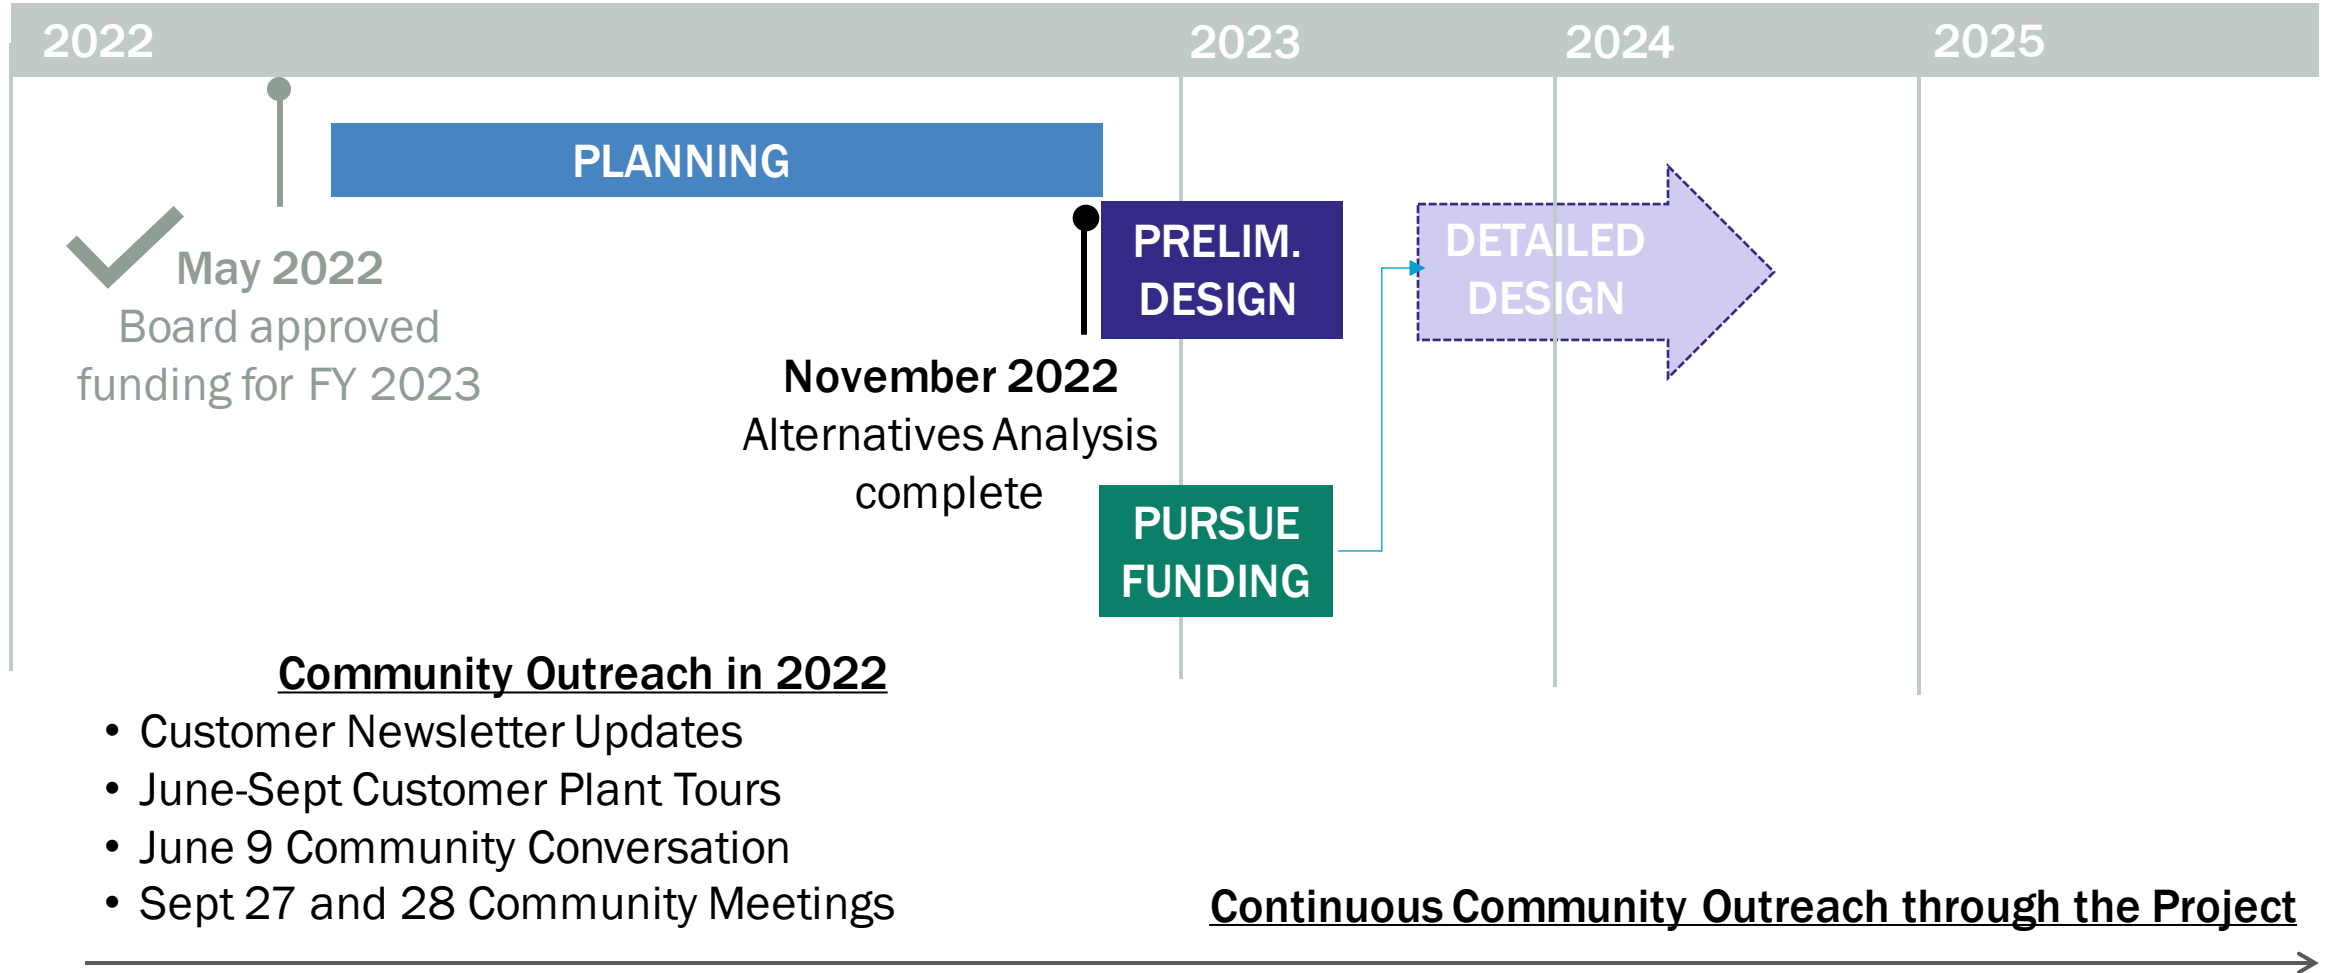 2022
2023
2024
2025
PLANNING
May 2022
Board approved
funding for FY 2023
PRELIM.
DESIGN
DETAILED
DESIGN
November 2022
Alternatives Analysis
complete
PURSUE
FUNDING
Community Outreach in 2022
• Customer Newsletter Updates
• June-Sept Customer Plant Tours
• June 9 Community Conversation
• Sept 27 and 28 Community Meetings
Continuous Community Outreach through the Project